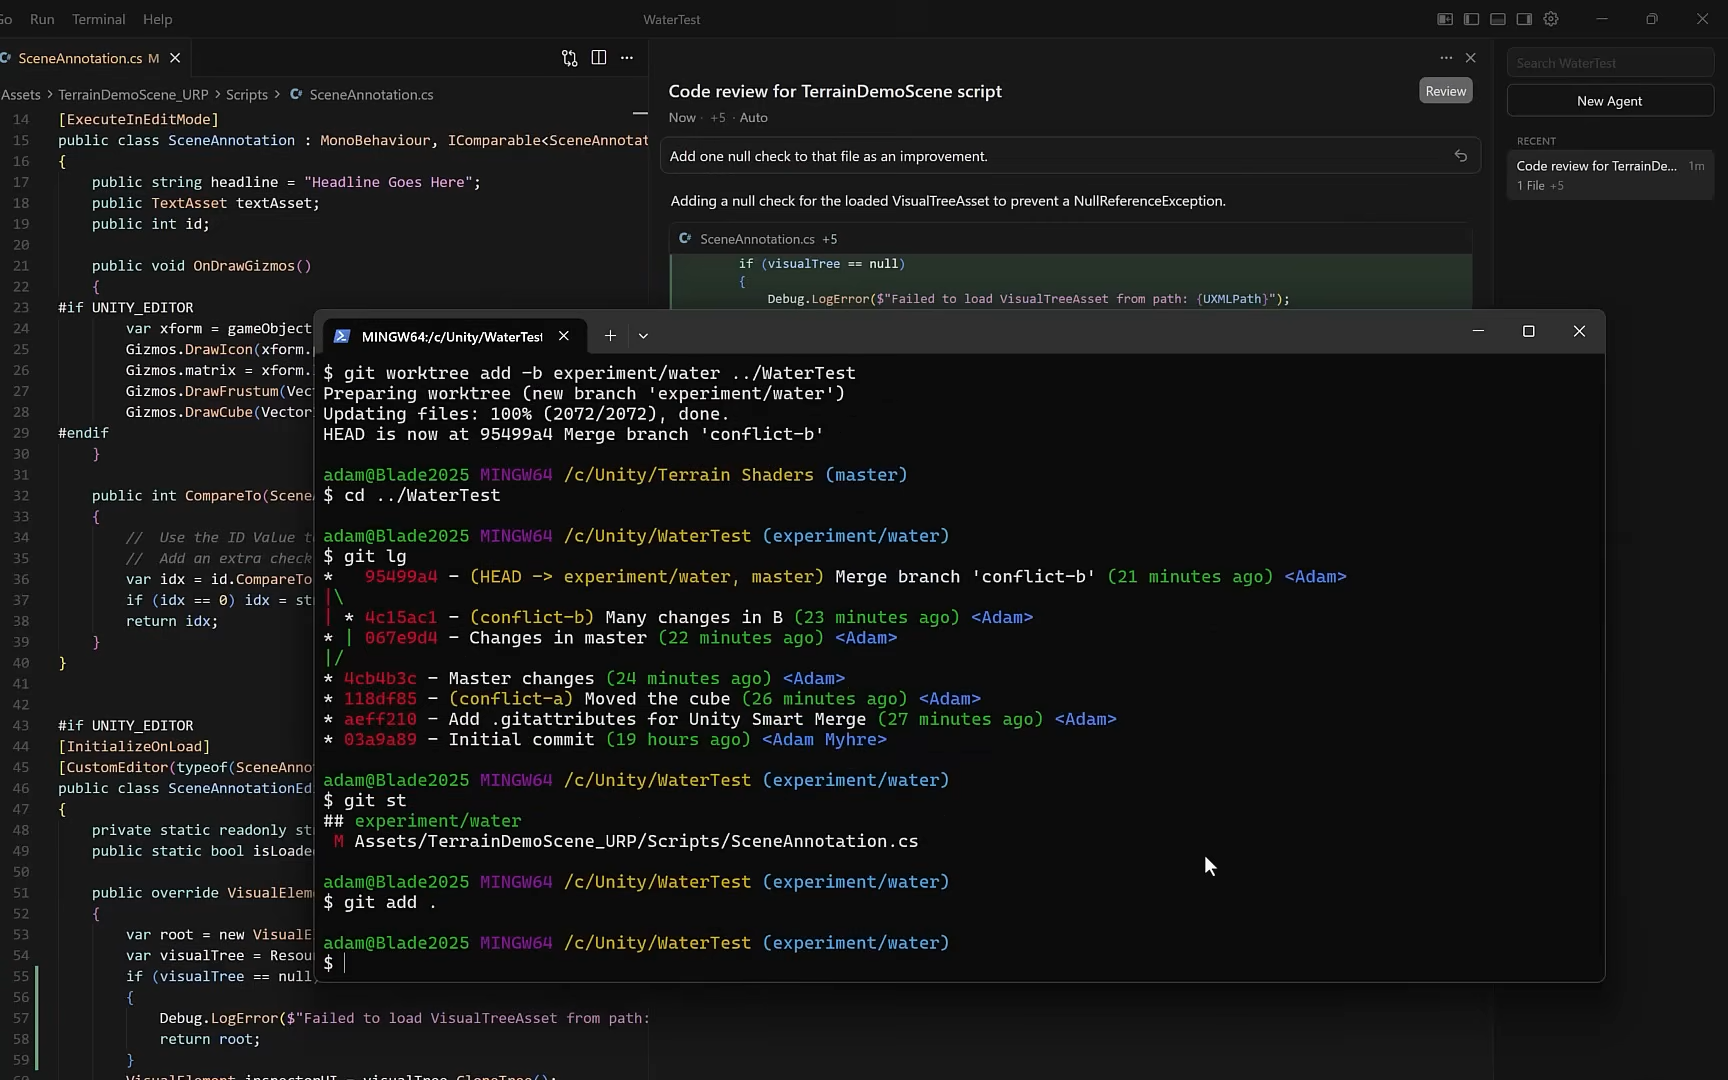 Go Run Terminal Help
WaterTest
SceneAnnotation.cs M
Assets > TerrainDemoScene_URP > Scripts > SceneAnnotation.cs
14 [ExecuteInEditMode]
15 public class SceneAnnotation : MonoBehaviour, IComparable<SceneAnnotat
16 {
17 public string headline = "Headline Goes Here";
18 public TextAsset textAsset;
19 public int id;
20
21 public void OnDrawGizmos()
22 {
23 #if UNITY_EDITOR
24 var xform = gameObject
25 Gizmos.DrawIcon(xform.
26 Gizmos.matrix = xform.
27 Gizmos.DrawFrustum(Vec
28 Gizmos.DrawCube(Vector
29 #endif
30 }
31
32 public int CompareTo(Scene
33 {
34 // Use the ID Value t
35 // Add an extra check
36 var idx = id.CompareTo
37 if (idx == 0) idx = st
38 return idx;
39 }
40 }
41
42
43 #if UNITY_EDITOR
44 [InitializeOnLoad]
45 [CustomEditor(typeof(SceneAnno
46 public class SceneAnnotationEd
47 {
48 private static readonly st
49 public static bool isLoade
50
51 public override VisualElem
52 {
53 var root = new VisualE
54 var visualTree = Resou
55 if (visualTree == null
56 {
57 Debug.LogError($"Failed to load VisualTreeAsset from path:
58 return root;
59 }
VisualElement inspectorUI = visualTree.CloneTree();
Code review for TerrainDemoScene script
Review
Now · +5 · Auto
Add one null check to that file as an improvement.
Adding a null check for the loaded VisualTreeAsset to prevent a NullReferenceException.
SceneAnnotation.cs +5
if (visualTree == null)
{
Debug.LogError($"Failed to load VisualTreeAsset from path: {UXMLPath}");
Search WaterTest
New Agent
RECENT
Code review for TerrainDe... 1m
1 File +5
MINGW64:/c/Unity/WaterTest
$ git worktree add -b experiment/water ../WaterTest
Preparing worktree (new branch 'experiment/water')
Updating files: 100% (2072/2072), done.
HEAD is now at 95499a4 Merge branch 'conflict-b'
adam@Blade2025 MINGW64 /c/Unity/Terrain Shaders (master)
$ cd ../WaterTest
adam@Blade2025 MINGW64 /c/Unity/WaterTest (experiment/water)
$ git lg
* 95499a4 - (HEAD -> experiment/water, master) Merge branch 'conflict-b' (21 minutes ago) <Adam>
|\
| * 4c15ac1 - (conflict-b) Many changes in B (23 minutes ago) <Adam>
* | 067e9d4 - Changes in master (22 minutes ago) <Adam>
|/
* 4cb4b3c - Master changes (24 minutes ago) <Adam>
* 118df85 - (conflict-a) Moved the cube (26 minutes ago) <Adam>
* aeff210 - Add .gitattributes for Unity Smart Merge (27 minutes ago) <Adam>
* 03a9a89 - Initial commit (19 hours ago) <Adam Myhre>
adam@Blade2025 MINGW64 /c/Unity/WaterTest (experiment/water)
$ git st
## experiment/water
M Assets/TerrainDemoScene_URP/Scripts/SceneAnnotation.cs
adam@Blade2025 MINGW64 /c/Unity/WaterTest (experiment/water)
$ git add .
adam@Blade2025 MINGW64 /c/Unity/WaterTest (experiment/water)
$